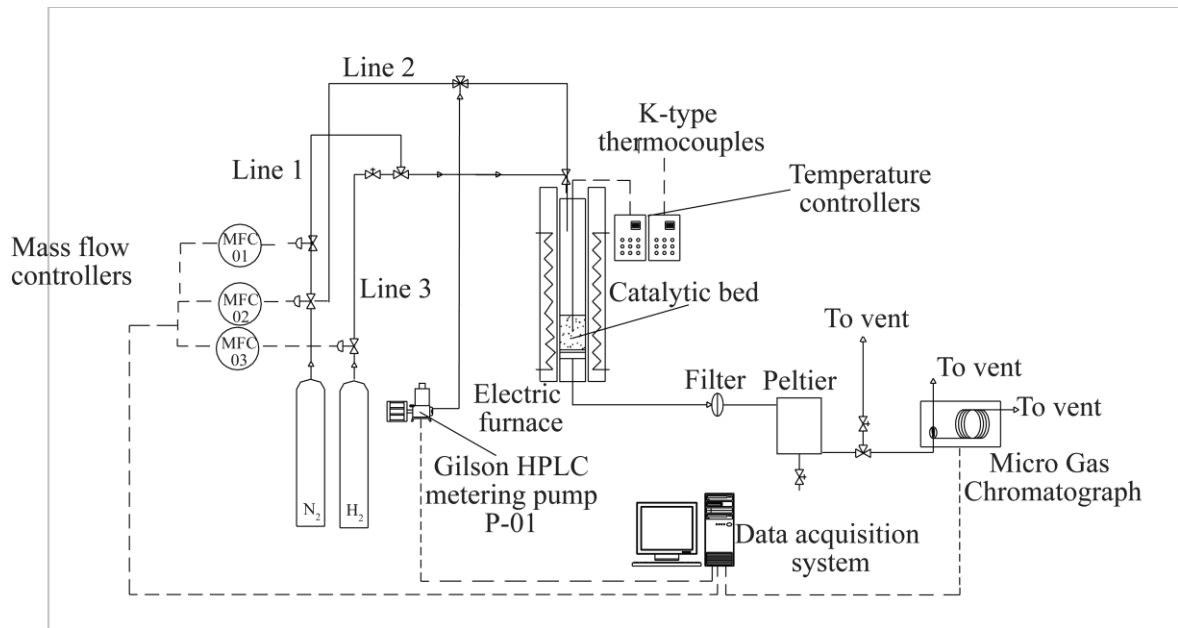 Line 2
K-type
thermocouples
Line 1
Temperature
controllers
Mass flow
controllers
MFC
01
MFC
02
MFC
03
Line 3
Catalytic bed
To vent
To vent
To vent
Filter
Peltier
Electric
furnace
Gilson HPLC
metering pump
P-01
Micro Gas
Chromatograph
N₂
H₂
Data acquisition
system